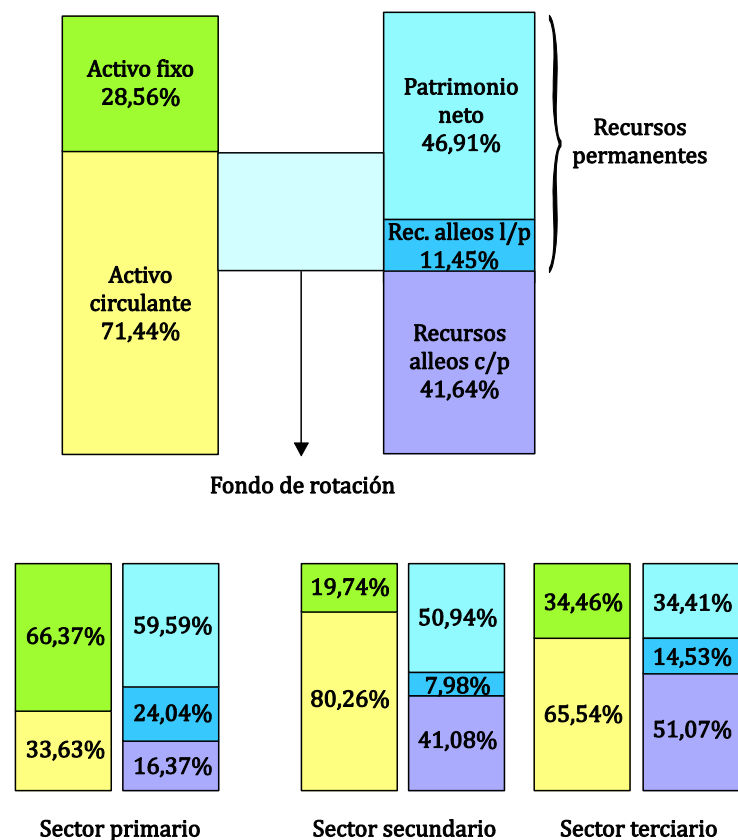 Activo fixo
28,56%
Activo
circulante
71,44%
Patrimonio
neto
46,91%
Rec. alleos l/p
11,45%
Recursos
alleos c/p
41,64%
Recursos
permanentes
Fondo de rotación
66,37%
33,63%
59,59%
24,04%
16,37%
Sector primario
19,74%
80,26%
50,94%
7,98%
41,08%
Sector secundario
34,46%
65,54%
34,41%
14,53%
51,07%
Sector terciario